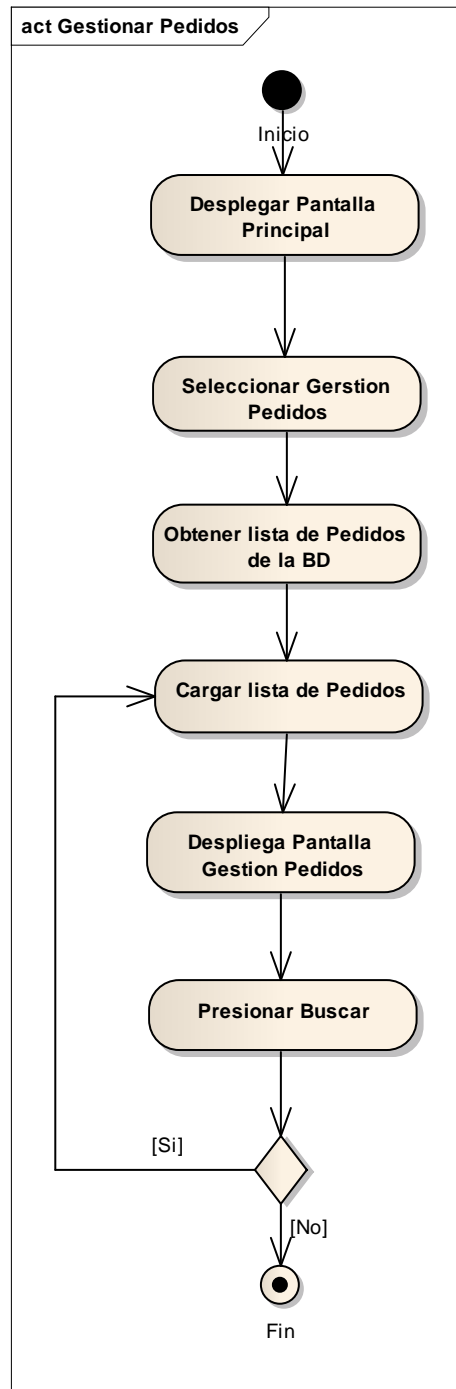 act Gestionar Pedidos
Inicio
Desplegar Pantalla
Principal
Seleccionar Gerstion
Pedidos
Obtener lista de Pedidos
de la BD
Cargar lista de Pedidos
Despliega Pantalla
Gestion Pedidos
Presionar Buscar
[Si]
[No]
Fin